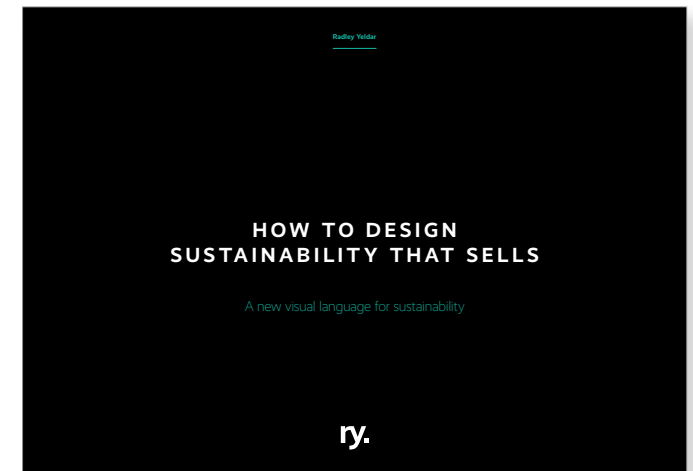 Radley Yeldar
HOW TO DESIGN
SUSTAINABILITY THAT SELLS
A new visual language for sustainability
ry.